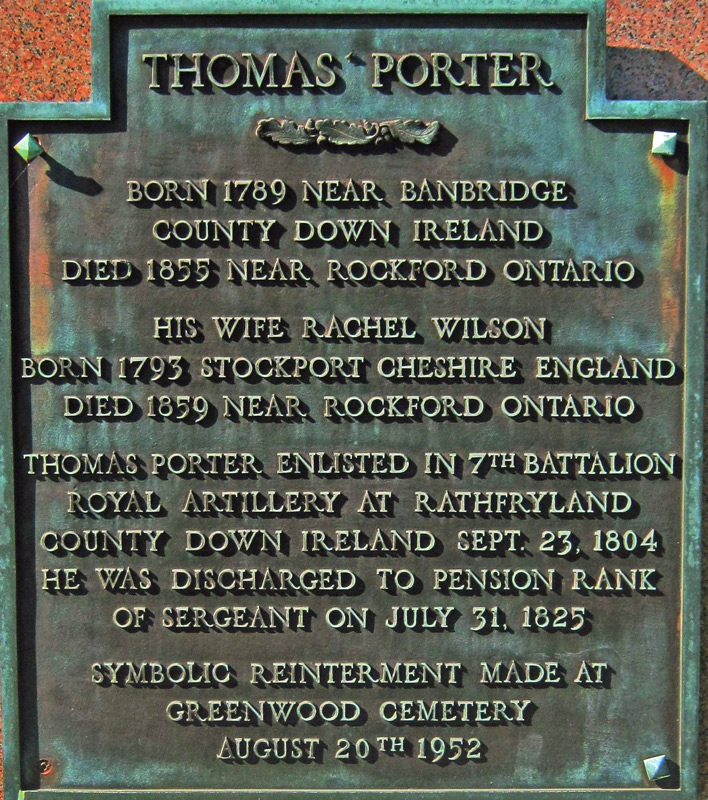 THOMAS PORTER
BORN 1789 NEAR BANBRIDGE
COUNTY DOWN IRELAND
DIED 1855 NEAR ROCKFORD ONTARIO
HIS WIFE RACHEL WILSON
BORN 1793 STOCKPORT CHESHIRE ENGLAND
DIED 1859 NEAR ROCKFORD ONTARIO
THOMAS PORTER ENLISTED IN 7TH BATTALION
ROYAL ARTILLERY AT RATHFRYLAND
COUNTY DOWN IRELAND SEPT. 23, 1804
HE WAS DISCHARGED TO PENSION RANK
OF SERGEANT ON JULY 31, 1825
SYMBOLIC REINTERMENT MADE AT
GREENWOOD CEMETERY
AUGUST 20TH 1952